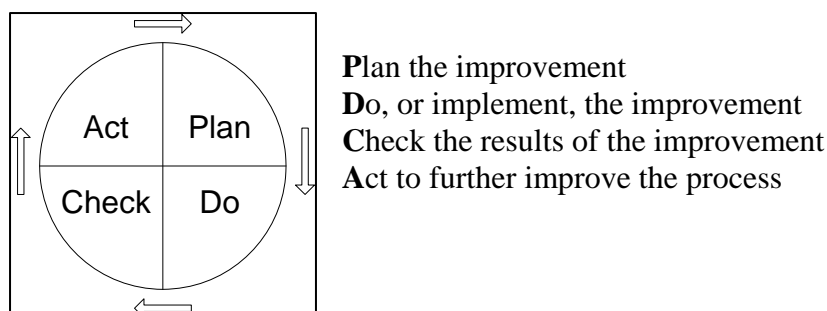 Act Plan
Check Do
Plan the improvement
Do, or implement, the improvement
Check the results of the improvement
Act to further improve the process